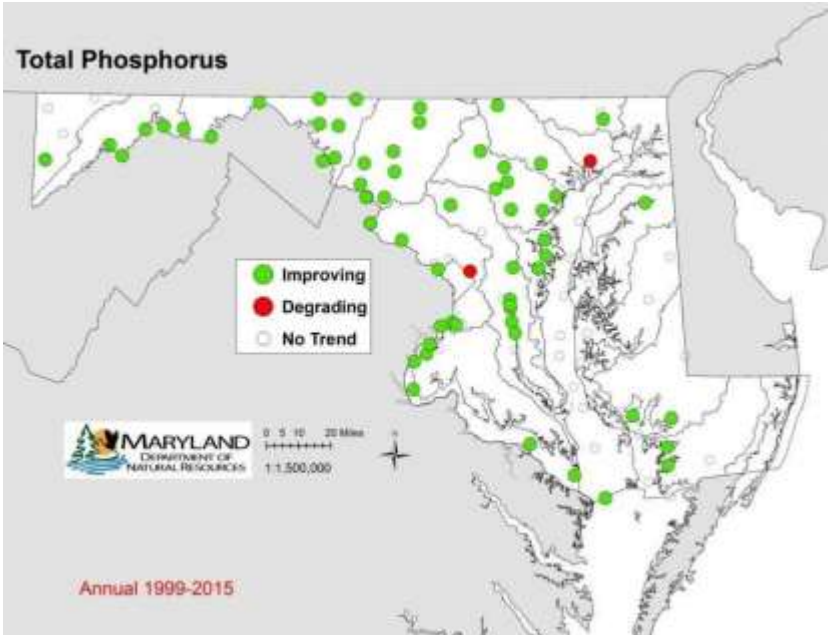 Total Phosphorus
Improving
Degrading
No Trend
MARYLAND
DEPARTMENT OF
NATURAL RESOURCES
0 5 10 20 Miles
1:1,500,000
N
Annual 1999-2015